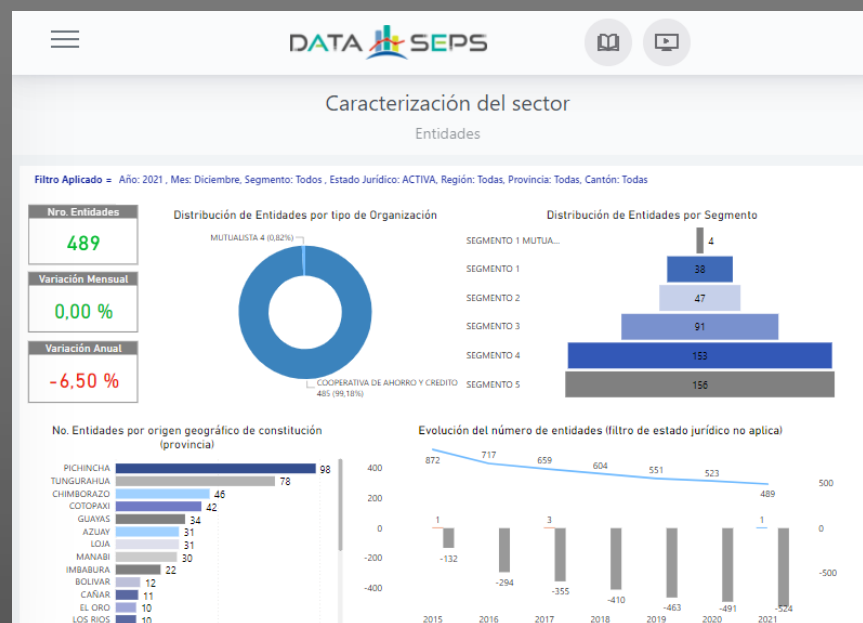 DATA SEPS
Caracterización del sector
Entidades
Filtro Aplicado = Año: 2021 , Mes: Diciembre, Segmento: Todos , Estado Jurídico: ACTIVA, Región: Todas, Provincia: Todas, Cantón: Todas
Nro. Entidades
489
Variación Mensual
0,00 %
Variación Anual
-6,50 %
Distribución de Entidades por tipo de Organización
MUTUALISTA 4 (0,82%)
COOPERATIVA DE AHORRO Y CREDITO
485 (99,18%)
Distribución de Entidades por Segmento
SEGMENTO 1 MUTUA... 4
SEGMENTO 1 38
SEGMENTO 2 47
SEGMENTO 3 91
SEGMENTO 4 153
SEGMENTO 5 156
No. Entidades por origen geográfico de constitución
(provincia)
PICHINCHA 98
TUNGURAHUA 78
CHIMBORAZO 46
COTOPAXI 42
GUAYAS 34
AZUAY 31
LOJA 31
MANABI 30
IMBABURA 22
BOLIVAR 12
CAÑAR 11
EL ORO 10
LOS RIOS 10
Evolución del número de entidades (filtro de estado jurídico no aplica)
872 717 659 604 551 523 489
400
200
0
-200
-400
500
0
-500
1 3 1
-132 -294 -355 -410 -463 -491 -524
2015 2016 2017 2018 2019 2020 2021